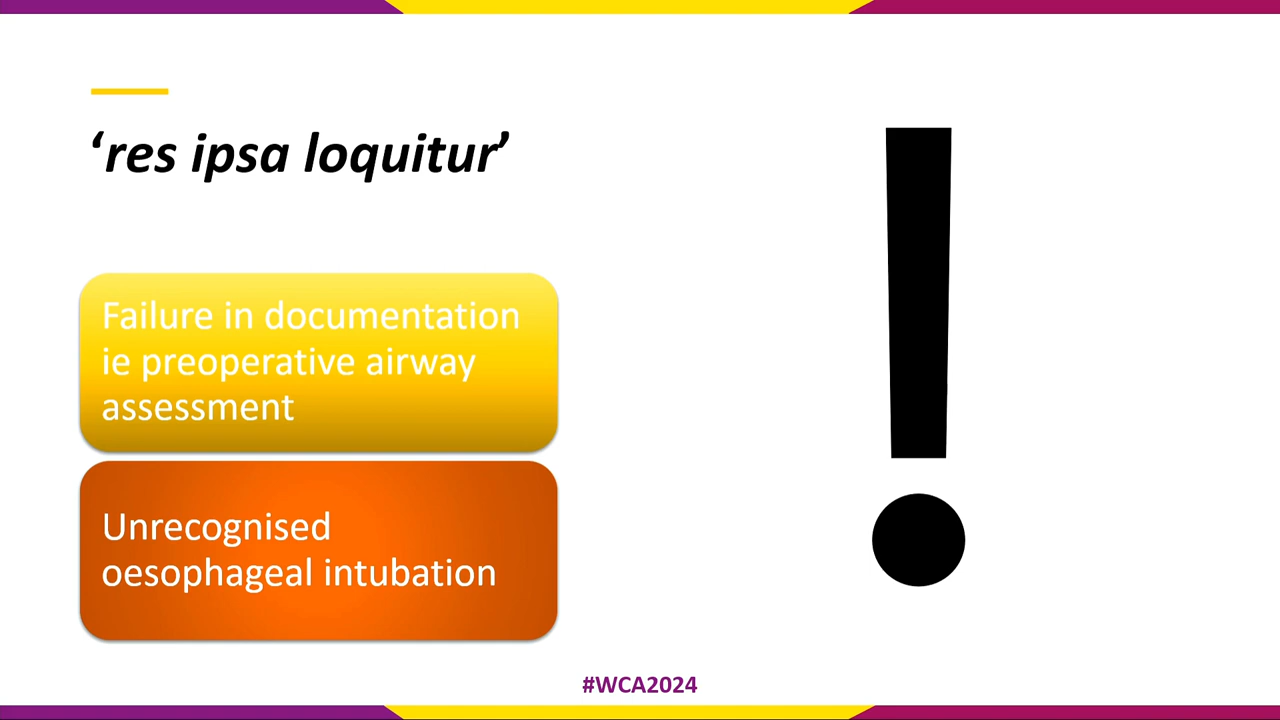 ‘res ipsa loquitur’
Failure in documentation
ie preoperative airway
assessment
Unrecognised
oesophageal intubation
#WCA2024